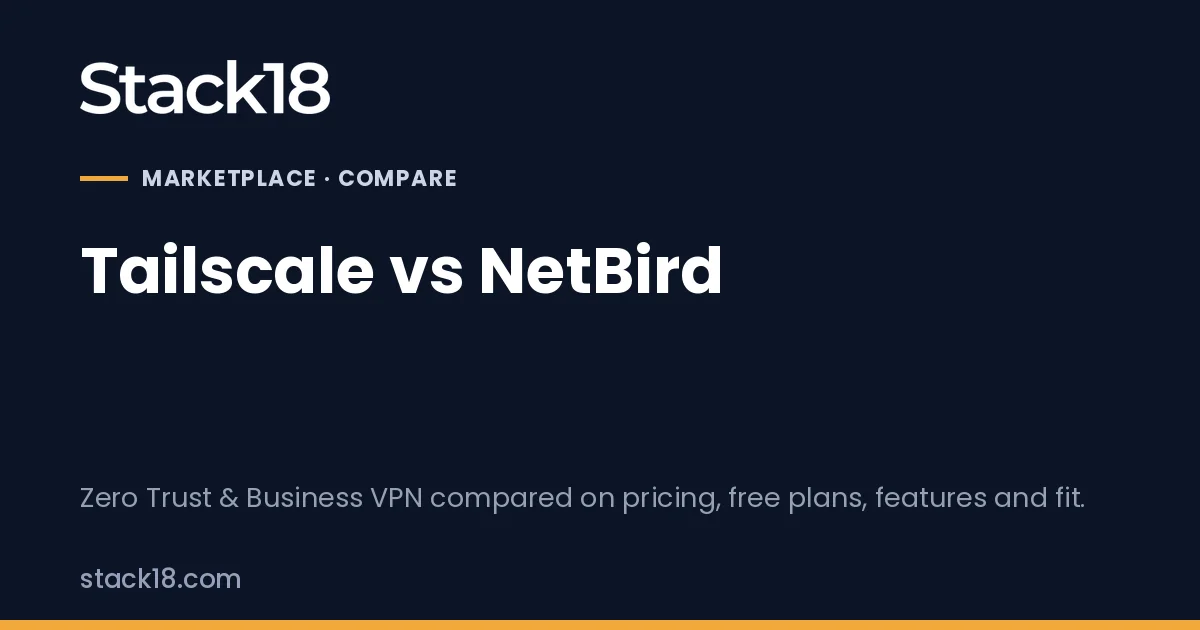 Stack18
MARKETPLACE · COMPARE
Tailscale vs NetBird
Zero Trust & Business VPN compared on pricing, free plans, features and fit.
stack18.com